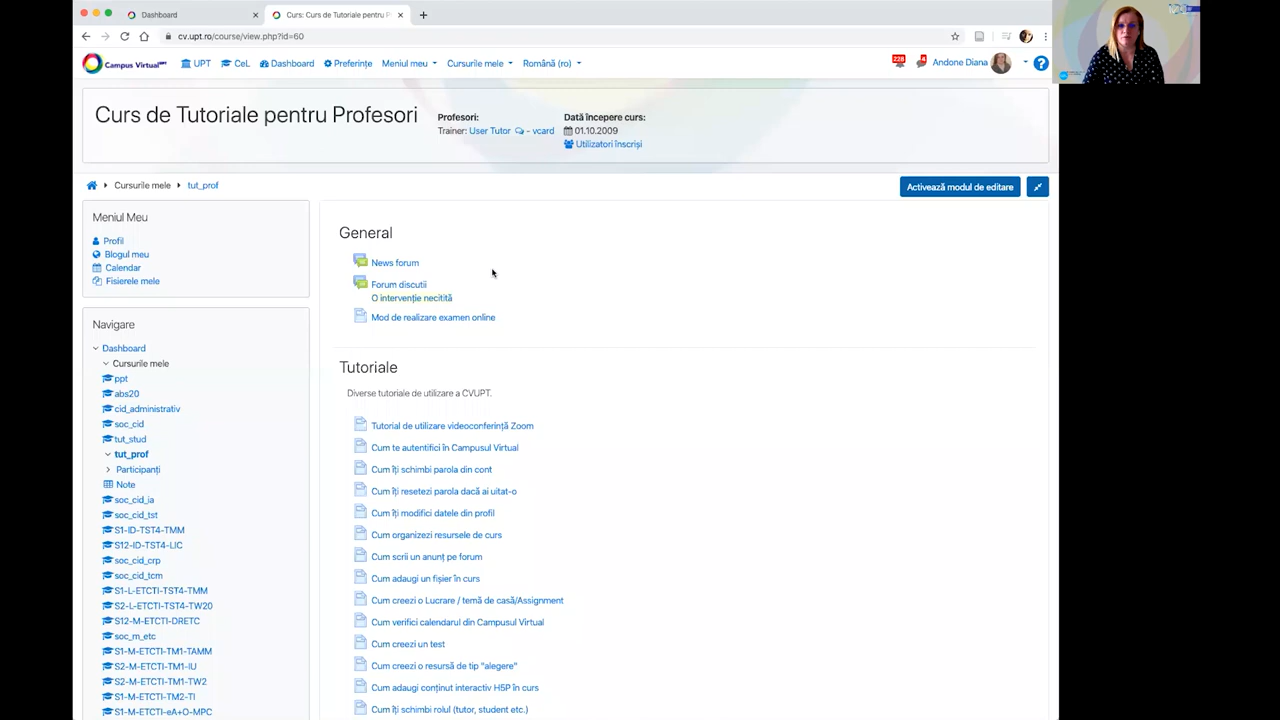 Dashboard
Curs: Curs de Tutoriale pentru P
cv.upt.ro/course/view.php?id=60
Campus Virtual UPT
UPT
CeL
Dashboard
Preferințe
Meniul meu
Cursurile mele
Română (ro)
228
Andone Diana
Curs de Tutoriale pentru Profesori
Profesori:
Trainer: User Tutor - vcard
Dată începere curs:
01.10.2009
Utilizatori înscriși
Cursurile mele
tut_prof
Activează modul de editare
Meniul Meu
Profil
Blogul meu
Calendar
Fisierele mele
Navigare
Dashboard
Cursurile mele
ppt
abs20
cid_administrativ
soc_cid
tut_stud
tut_prof
Participanți
Note
soc_cid_ia
soc_cid_tst
S1-ID-TST4-TMM
S12-ID-TST4-LIC
soc_cid_crp
soc_cid_tcm
S1-L-ETCTI-TST4-TMM
S2-L-ETCTI-TST4-TW20
S12-M-ETCTI-DRETC
soc_m_etc
S1-M-ETCTI-TM1-TAMM
S2-M-ETCTI-TM1-IU
S2-M-ETCTI-TM1-TW2
S1-M-ETCTI-TM2-TI
S1-M-ETCTI-eA+O-MPC
General
News forum
Forum discutii
O intervenție necitită
Mod de realizare examen online
Tutoriale
Diverse tutoriale de utilizare a CVUPT.
Tutorial de utilizare videoconferință Zoom
Cum te autentifici în Campusul Virtual
Cum îți schimbi parola din cont
Cum îți resetezi parola dacă ai uitat-o
Cum îți modifici datele din profil
Cum organizezi resursele de curs
Cum scrii un anunț pe forum
Cum adaugi un fișier în curs
Cum creezi o Lucrare / temă de casă/Assignment
Cum verifici calendarul din Campusul Virtual
Cum creezi un test
Cum creezi o resursă de tip "alegere"
Cum adaugi conținut interactiv H5P în curs
Cum îți schimbi rolul (tutor, student etc.)